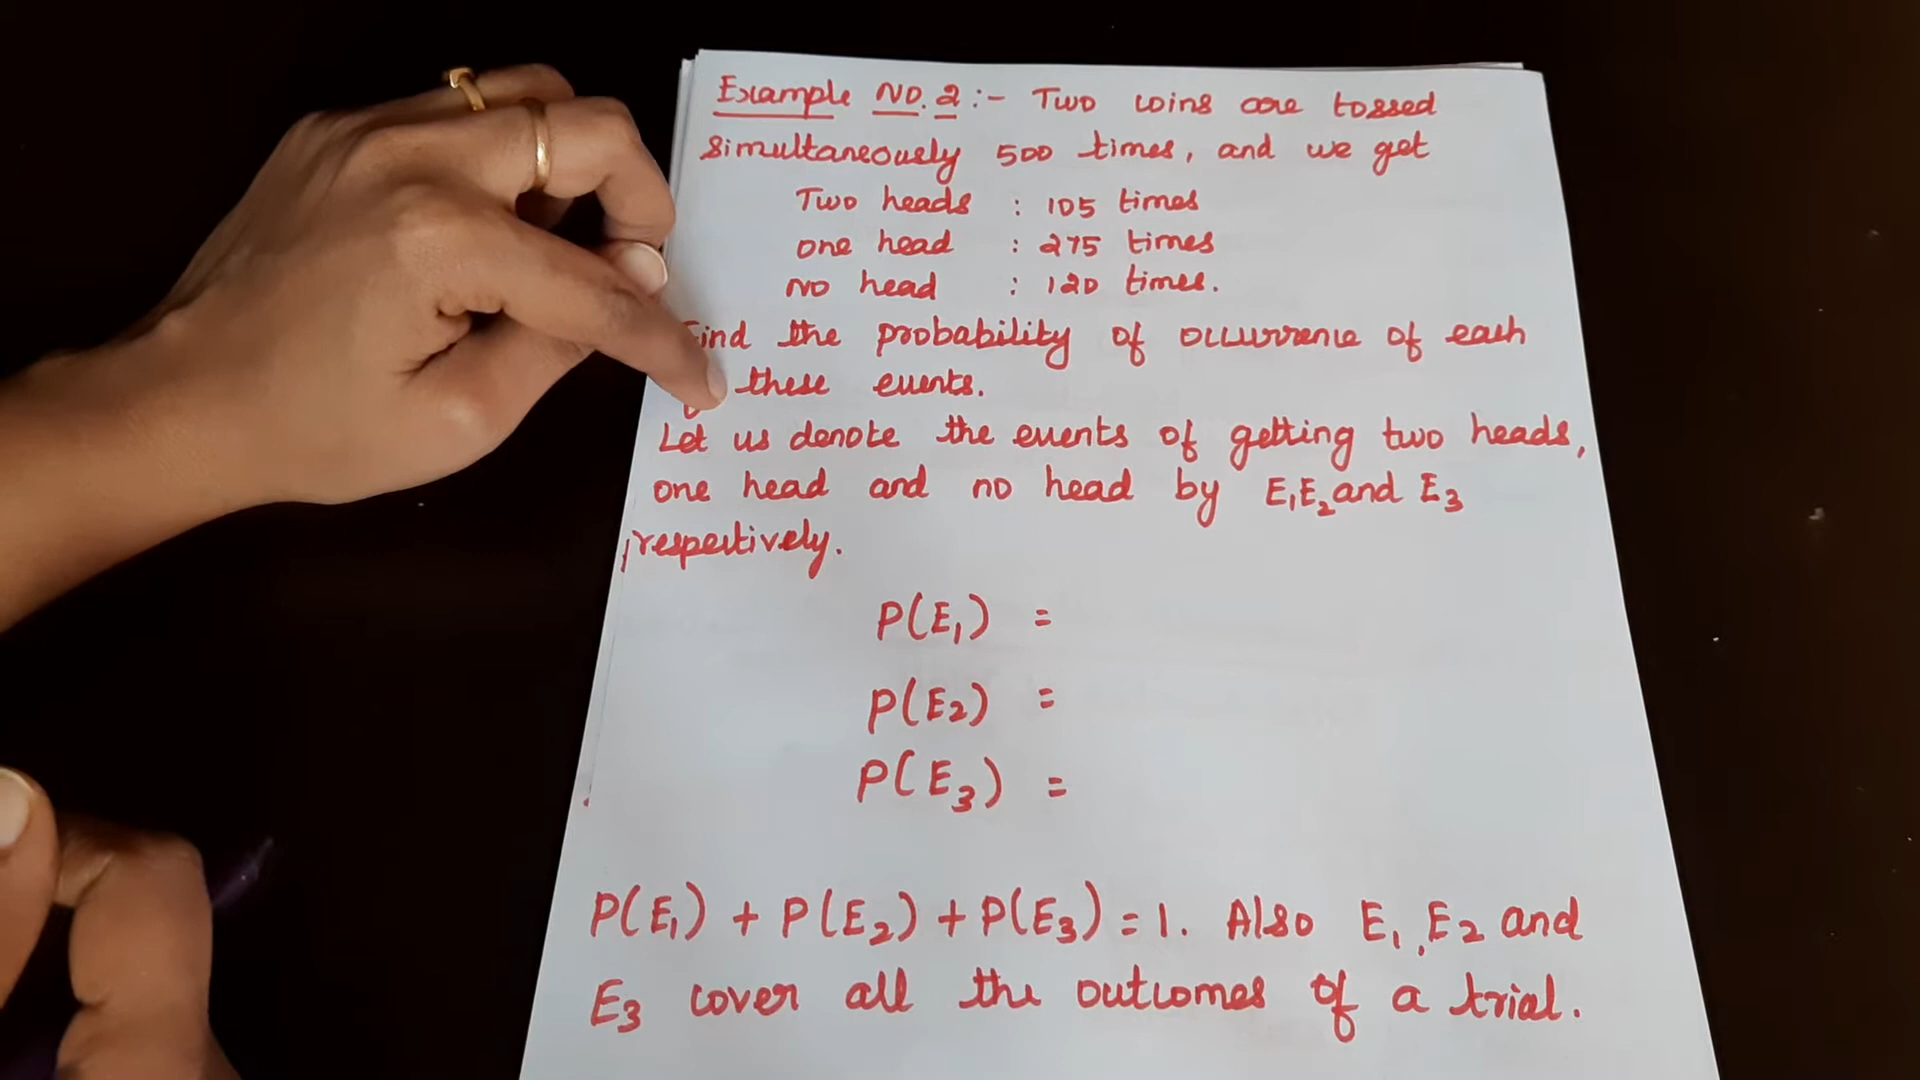 Example No. 2 :- Two coins are tossed
simultaneously 500 times, and we get
Two heads : 105 times
one head : 275 times
No head : 120 times.
Find the probability of occurrence of each
these events.
Let us denote the events of getting two heads,
one head and no head by E₁E₂ and E₃
respectively.
P(E₁) =
P(E₂) =
P(E₃) =
P(E₁) + P(E₂) + P(E₃) = 1. Also E₁, E₂ and
E₃ cover all the outcomes of a trial.